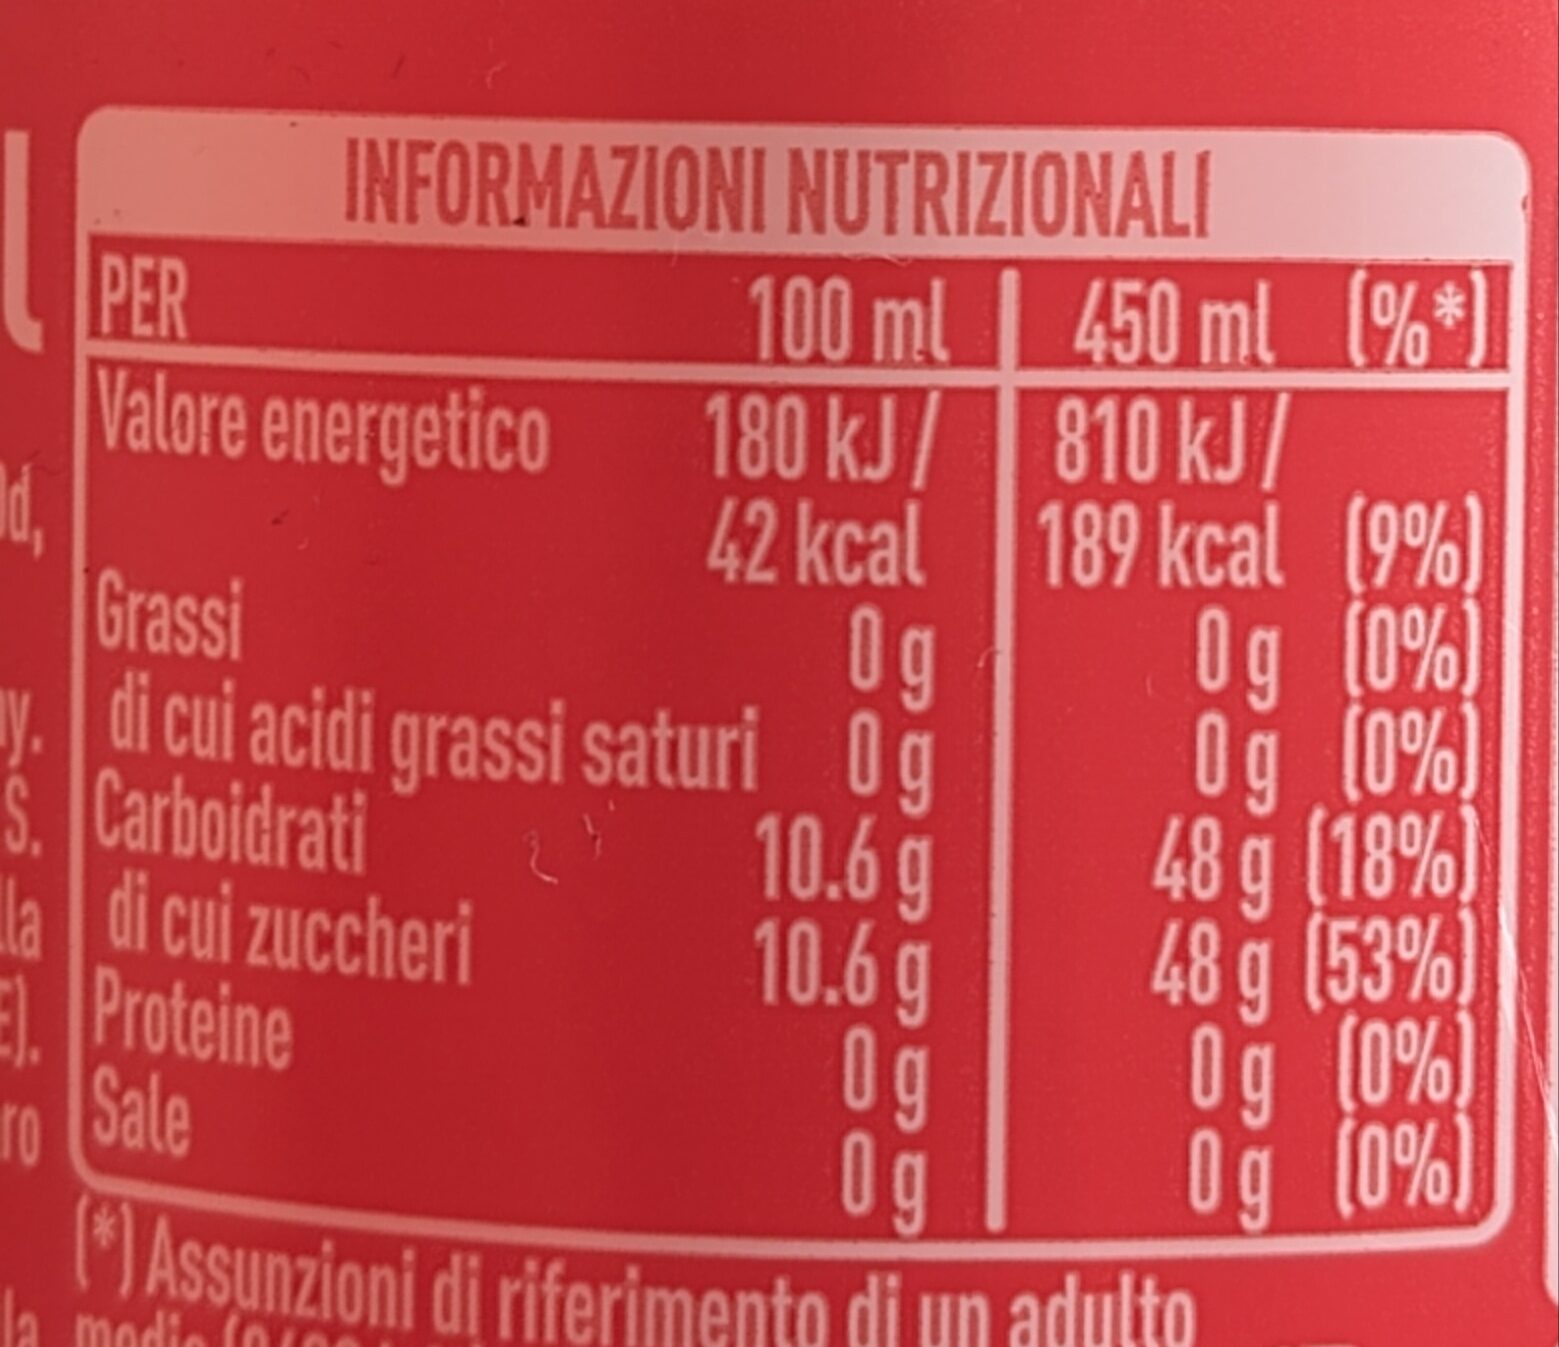 INFORMAZIONI NUTRIZIONALI
PER 100 ml 450 ml (%*)
Valore energetico 180 kJ / 810 kJ /
42 kcal 189 kcal (9%)
Grassi 0 g 0 g (0%)
di cui acidi grassi saturi 0 g 0 g (0%)
Carboidrati 10.6 g 48 g (18%)
di cui zuccheri 10.6 g 48 g (53%)
Proteine 0 g 0 g (0%)
Sale 0 g 0 g (0%)
(*) Assunzioni di riferimento di un adulto